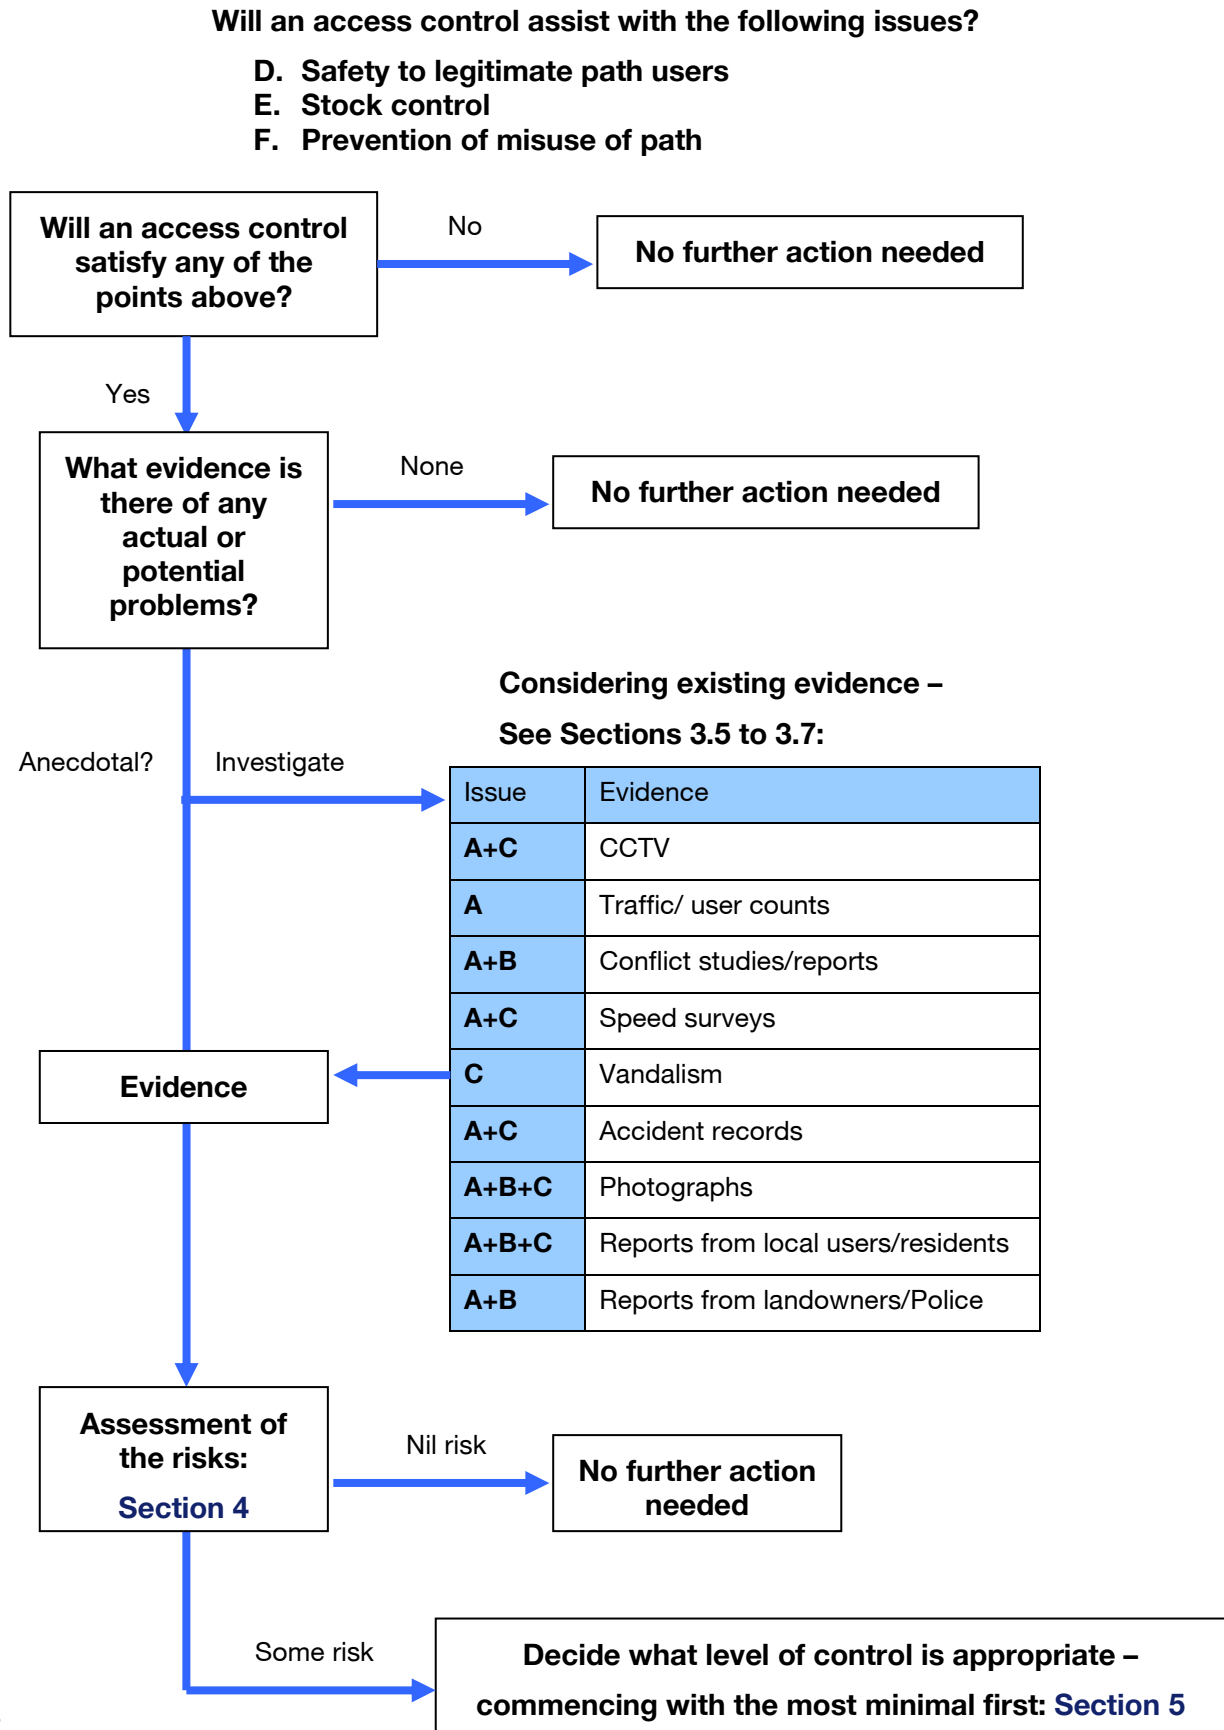 Will an access control assist with the following issues?
D. Safety to legitimate path users
E. Stock control
F. Prevention of misuse of path
Will an access control
satisfy any of the
points above?
No
No further action needed
Yes
What evidence is
there of any
actual or
potential
problems?
None
No further action needed
Considering existing evidence –
See Sections 3.5 to 3.7:
Anecdotal?
Investigate
Issue Evidence
A+C CCTV
A Traffic/ user counts
A+B Conflict studies/reports
A+C Speed surveys
C Vandalism
A+C Accident records
A+B+C Photographs
A+B+C Reports from local users/residents
A+B Reports from landowners/Police
Evidence
Assessment of
the risks:
Section 4
Nil risk
No further action
needed
Some risk
Decide what level of control is appropriate –
commencing with the most minimal first: Section 5